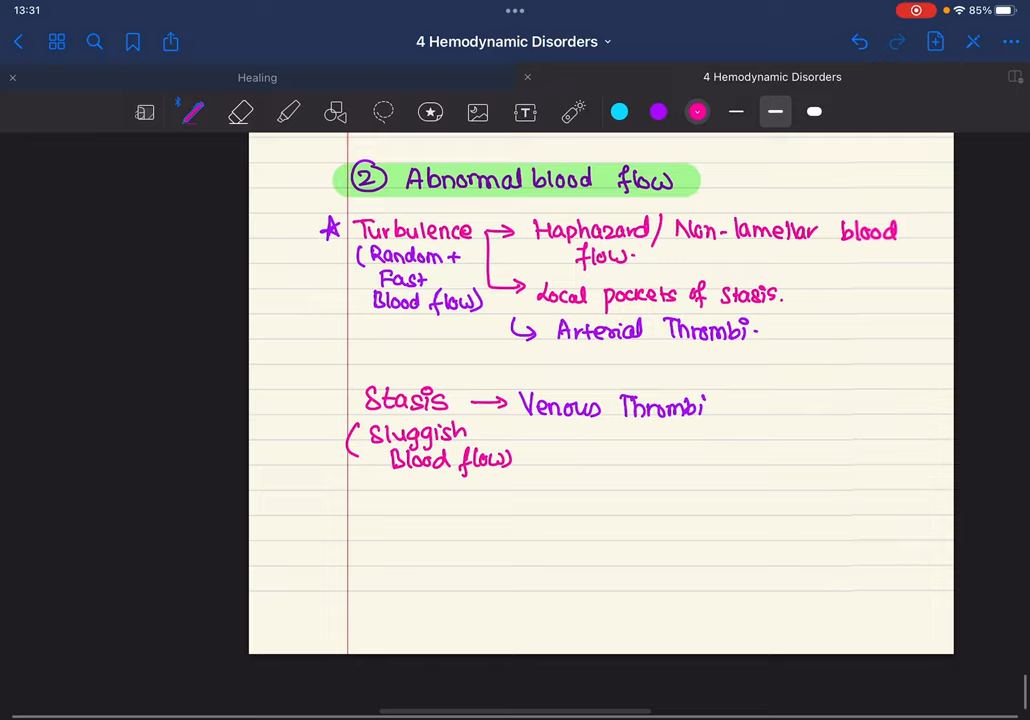 13:31
85%
4 Hemodynamic Disorders
Healing
4 Hemodynamic Disorders
② Abnormal blood flow
☆ Turbulence → Haphazard/ Non-lamellar blood
flow.
(Random +
Fast
Blood flow)
→ Local pockets of stasis.
↳ Arterial Thrombi.
Stasis → Venous Thrombi
(Sluggish
Blood flow)